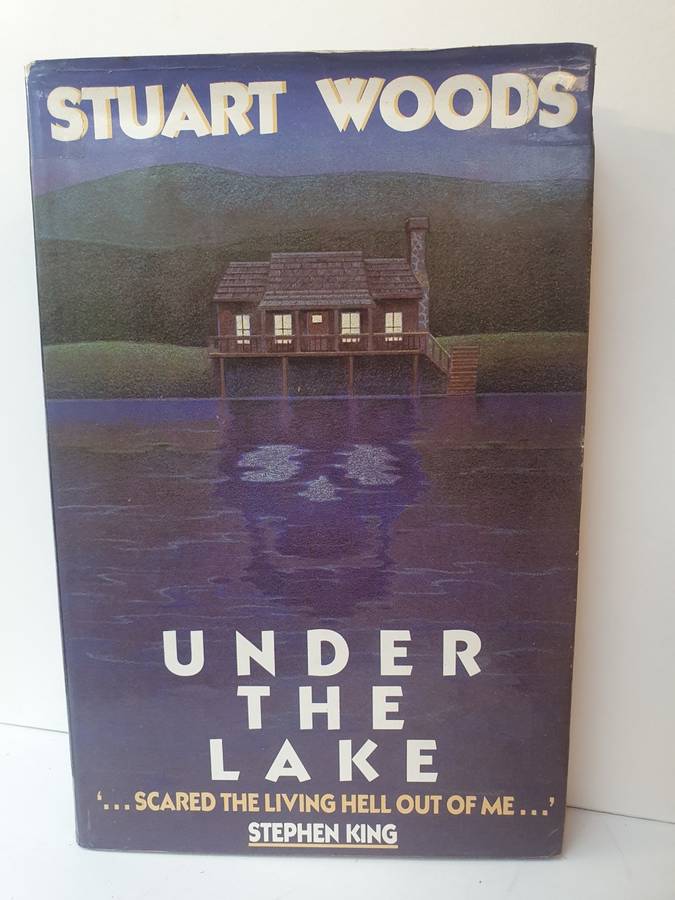 STUART WOODS
UNDER
THE
LAKE
‘... SCARED THE LIVING HELL OUT OF ME ...’
STEPHEN KING